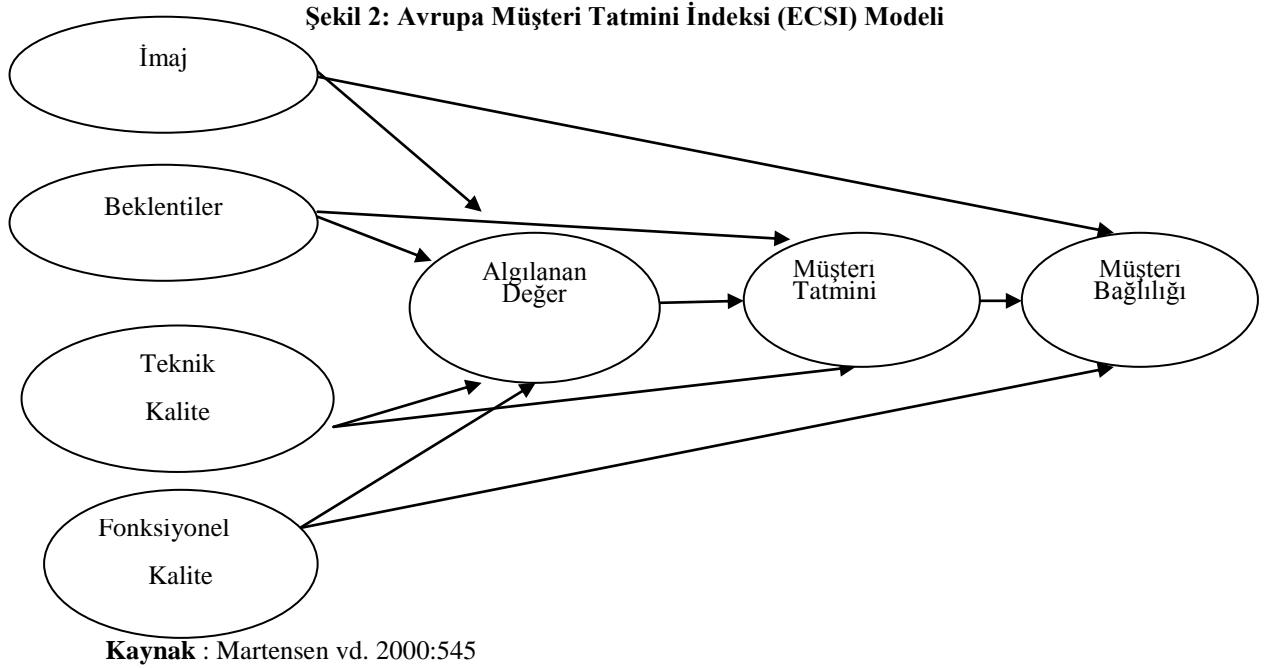 Şekil 2: Avrupa Müşteri Tatmini İndeksi (ECSI) Modeli
İmaj
Beklentiler
Algılanan
Değer
Müşteri
Tatmini
Müşteri
Bağlılığı
Teknik
Kalite
Fonksiyonel
Kalite
Kaynak : Martensen vd. 2000:545